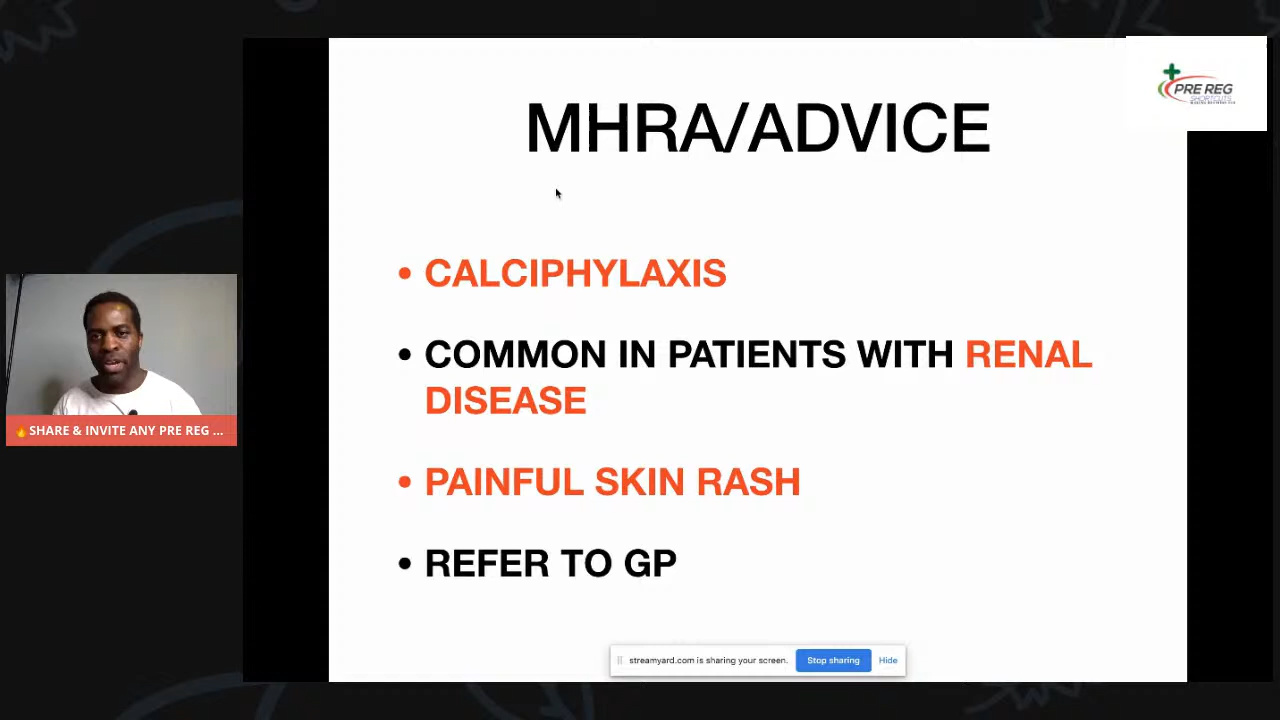 MHRA/ADVICE
PRE REG
SHORTCUTS
• CALCIPHYLAXIS
• COMMON IN PATIENTS WITH RENAL
DISEASE
• PAINFUL SKIN RASH
• REFER TO GP
🔥SHARE & INVITE ANY PRE REG ...
streamyard.com is sharing your screen. Stop sharing Hide